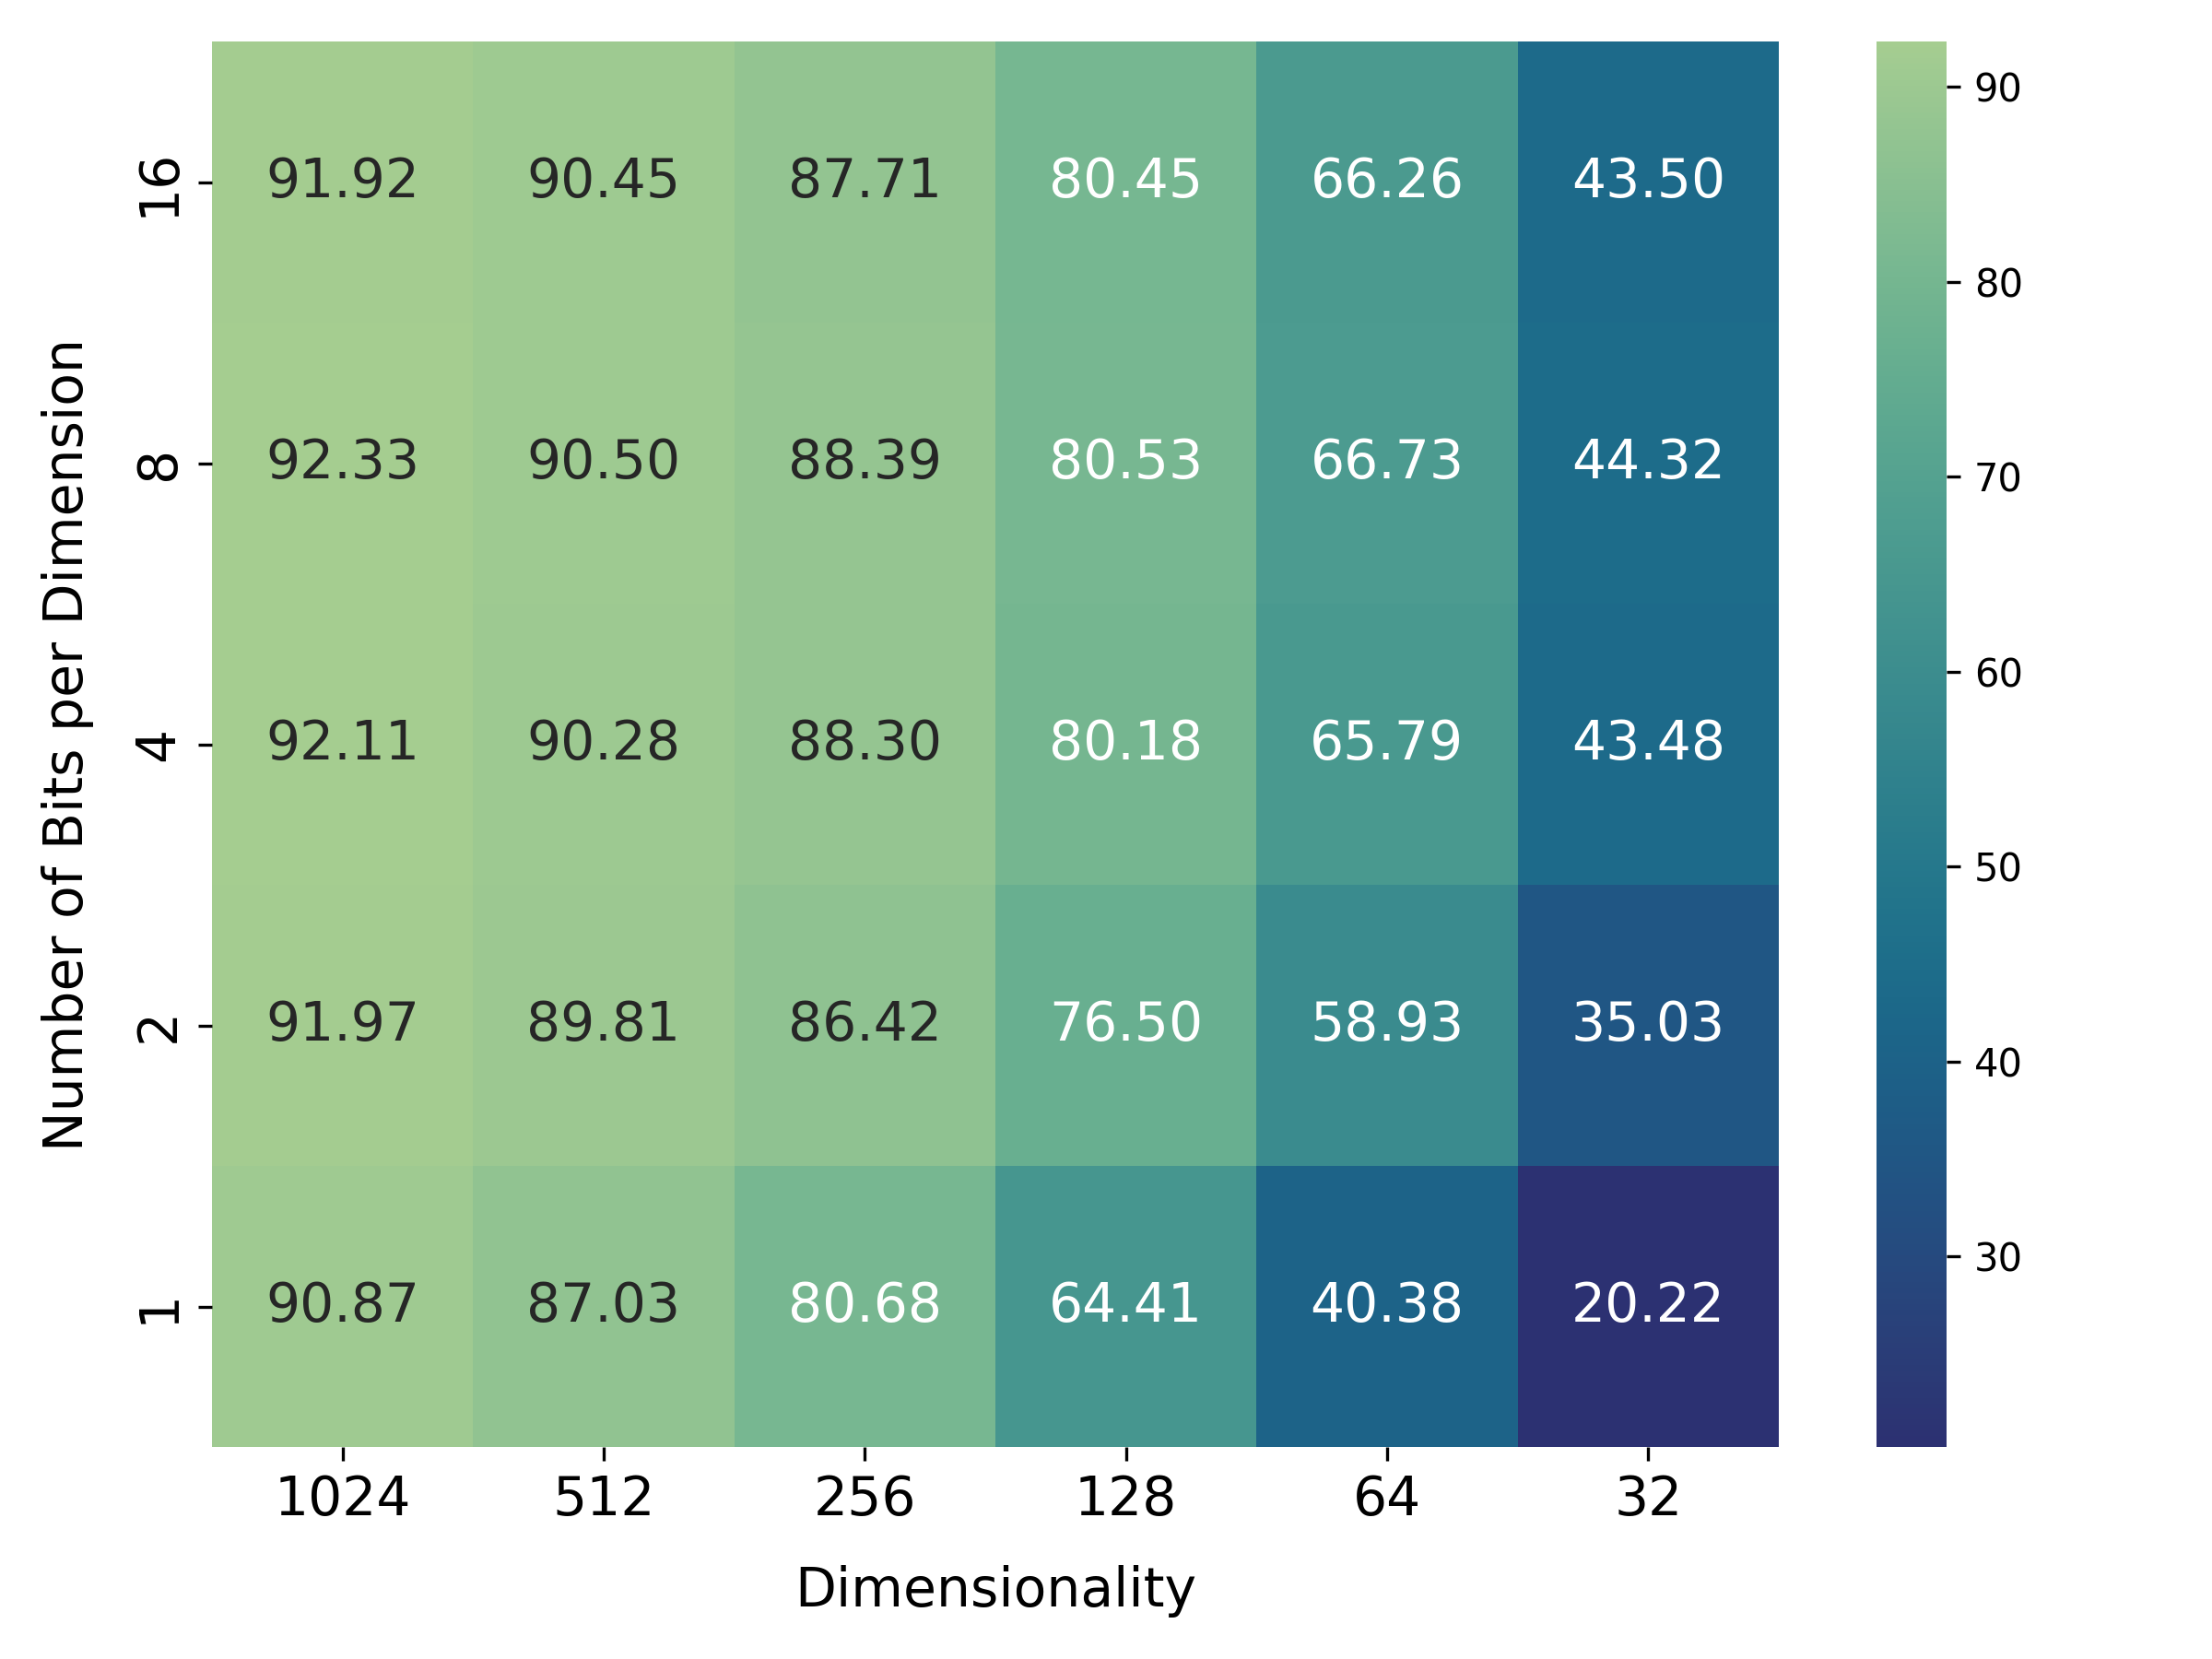 Number of Bits per Dimension
16 91.92 90.45 87.71 80.45 66.26 43.50
8 92.33 90.50 88.39 80.53 66.73 44.32
4 92.11 90.28 88.30 80.18 65.79 43.48
2 91.97 89.81 86.42 76.50 58.93 35.03
1 90.87 87.03 80.68 64.41 40.38 20.22
1024 512 256 128 64 32
Dimensionality
90
80
70
60
50
40
30